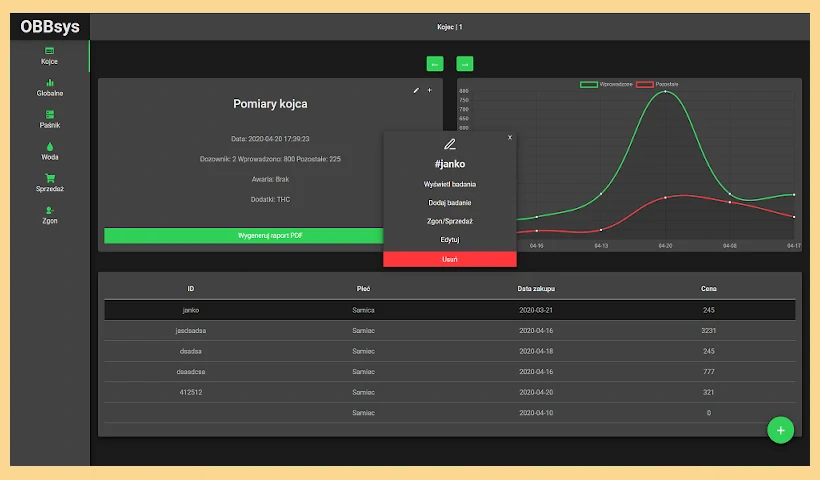 OBBsys
Kojec | 1
Kojce
Globalne
Paśnik
Woda
Sprzedaż
Zgon
Pomiary kojca
Data: 2020-04-20 17:39:23
Dozownik: 2 Wprowadzono: 800 Pozostałe: 225
Awaria: Brak
Dodatki: THC
Wygeneruj raport PDF
Wprowadzono Pozostałe
800
750
700
650
600
04-16 04-13 04-20 04-08 04-17
X
#janko
Wyświetl badania
Dodaj badanie
Zgon/Sprzedaż
Edytuj
Usuń
ID Płeć Data zakupu Cena
janko Samica 2020-03-21 245
jasdsadsa Samiec 2020-04-16 3231
dsadsa Samiec 2020-04-18 245
dsaadcsa Samiec 2020-04-16 777
412512 Samiec 2020-04-20 321
Samiec 2020-04-10 0